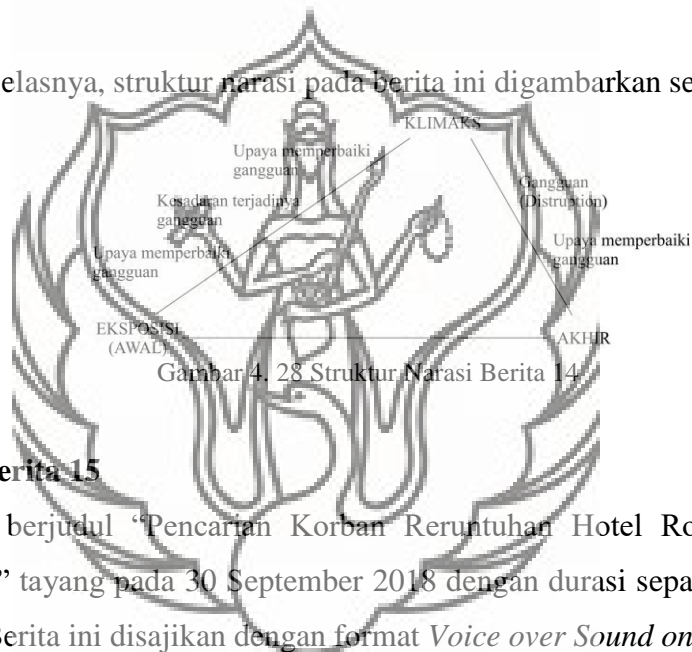 elasnya, struktur narasi pada berita ini digambarkan se
KLIMAKS
Upaya memperbaiki
gangguan
Gangguan
(Distruption)
Kesadaran terjadinya
gangguan
Upaya memperbaiki
gangguan
Upaya memperbaiki
gangguan
EKSPOSISI
(AWAL)
AKHIR
Gambar 4. 28 Struktur Narasi Berita 14
erita 15
berjudul “Pencarian Korban Reruntuhan Hotel Ro
” tayang pada 30 September 2018 dengan durasi sepa
Berita ini disajikan dengan format Voice over Sound on